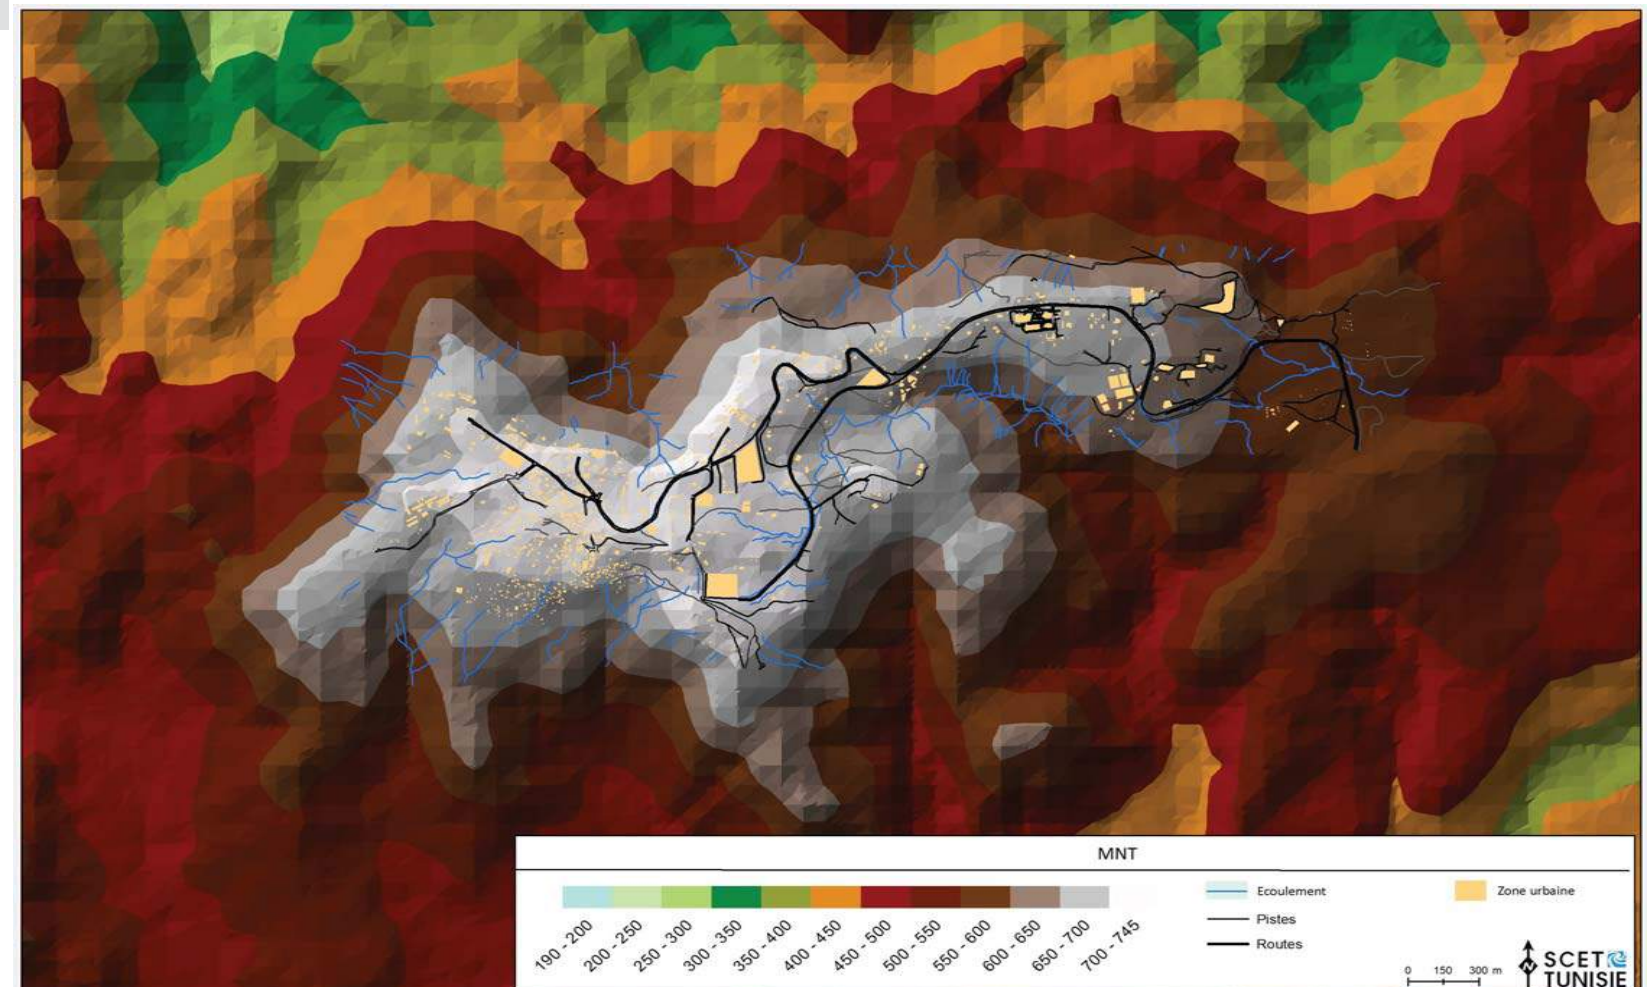 MNT
190 - 200
200 - 250
250 - 300
300 - 350
350 - 400
400 - 450
450 - 500
500 - 550
550 - 600
600 - 650
650 - 700
700 - 745
Ecoulement
Pistes
Routes
Zone urbaine
0 150 300 m
N
SCET
TUNISIE